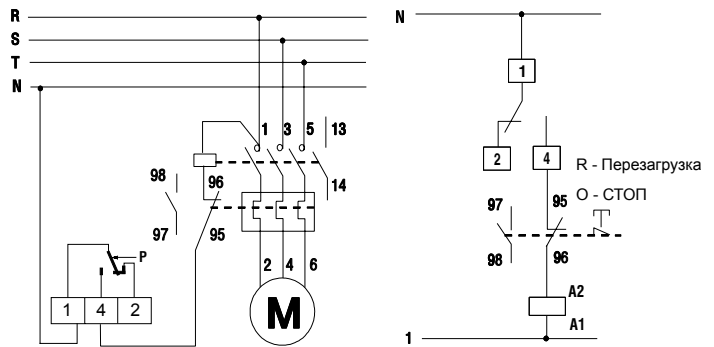 R
S
T
N
1 3 5 13
14
98
96
97
95
P
1 4 2
2 4 6
M
N
1
2 4
R - Перезагрузка
O - СТОП
97 95
98 96
A2
A1
1